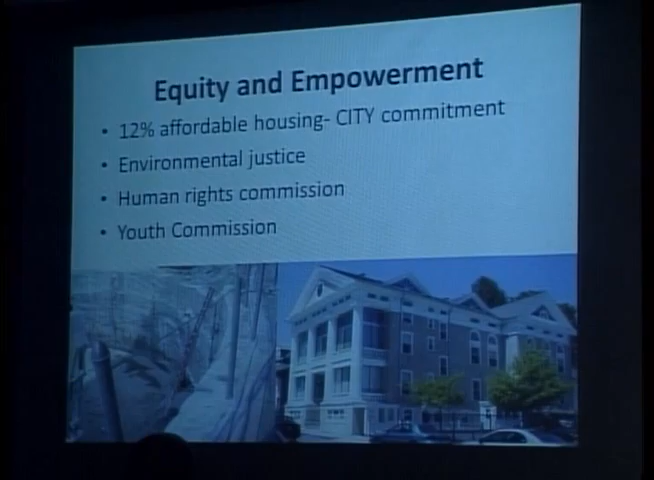 Equity and Empowerment
• 12% affordable housing- CITY commitment
• Environmental justice
• Human rights commission
• Youth Commission